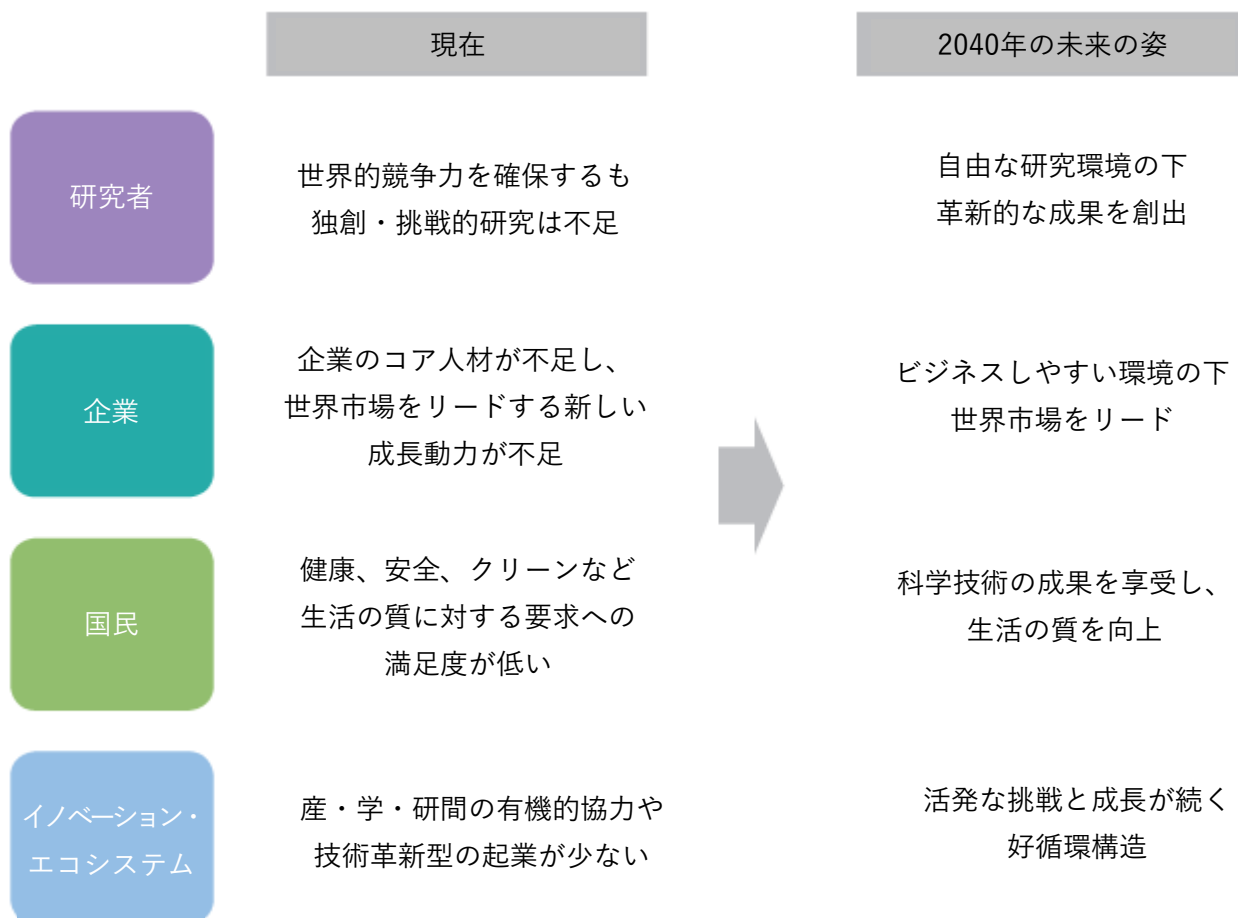 現在
2040年の未来の姿
研究者
世界的競争力を確保するも
独創・挑戦的研究は不足
自由な研究環境の下
革新的な成果を創出
企業
企業のコア人材が不足し、
世界市場をリードする新しい
成長動力が不足
ビジネスしやすい環境の下
世界市場をリード
国民
健康、安全、クリーンなど
生活の質に対する要求への
満足度が低い
科学技術の成果を享受し、
生活の質を向上
イノベーション・
エコシステム
産・学・研間の有機的協力や
技術革新型の起業が少ない
活発な挑戦と成長が続く
好循環構造